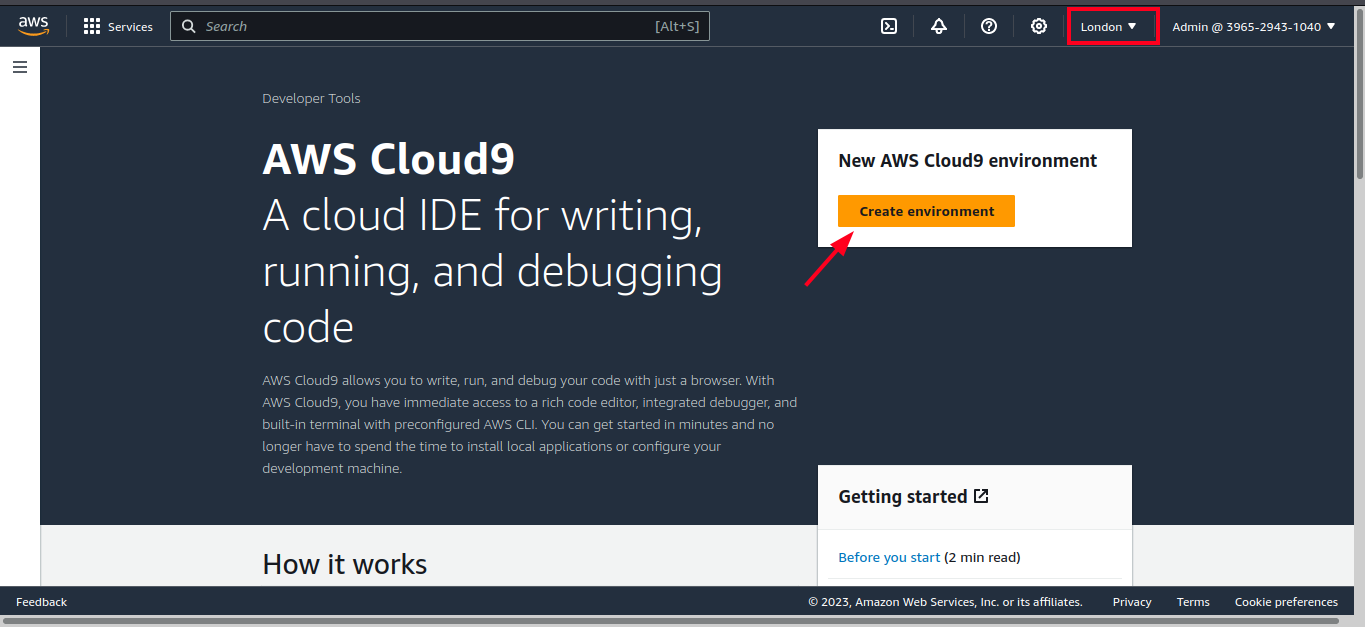 aws
Services
Search
[Alt+S]
London
Admin @ 3965-2943-1040
Developer Tools
AWS Cloud9
A cloud IDE for writing,
running, and debugging
code
AWS Cloud9 allows you to write, run, and debug your code with just a browser. With
AWS Cloud9, you have immediate access to a rich code editor, integrated debugger, and
built-in terminal with preconfigured AWS CLI. You can get started in minutes and no
longer have to spend the time to install local applications or configure your
development machine.
New AWS Cloud9 environment
Create environment
Getting started
Before you start (2 min read)
How it works
Feedback
© 2023, Amazon Web Services, Inc. or its affiliates.
Privacy
Terms
Cookie preferences